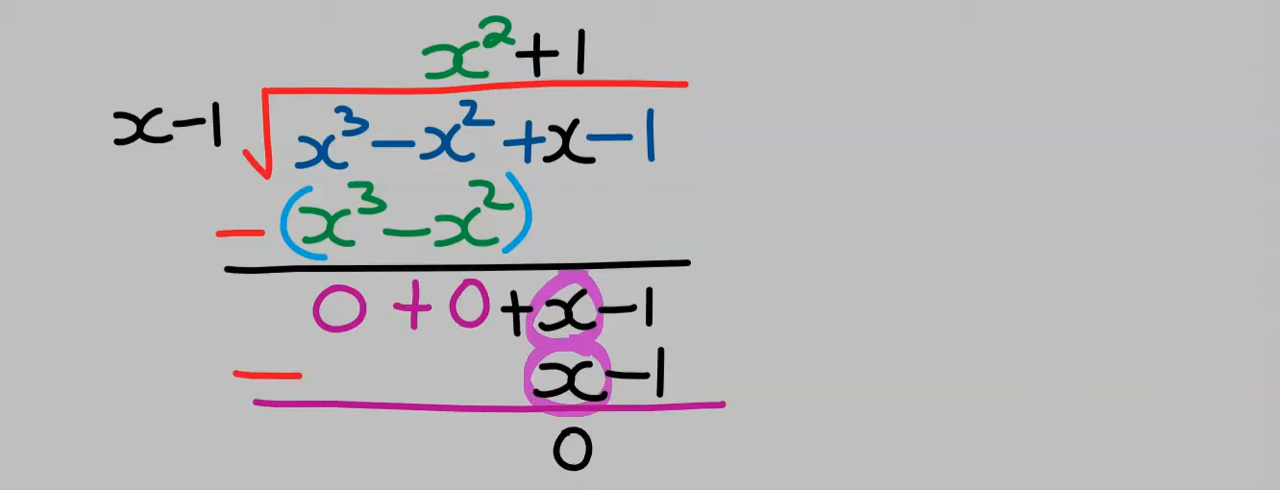 x²+1
x-1 √ x³-x²+x-1
-(x³-x²)
0+0+x-1
- x-1
0